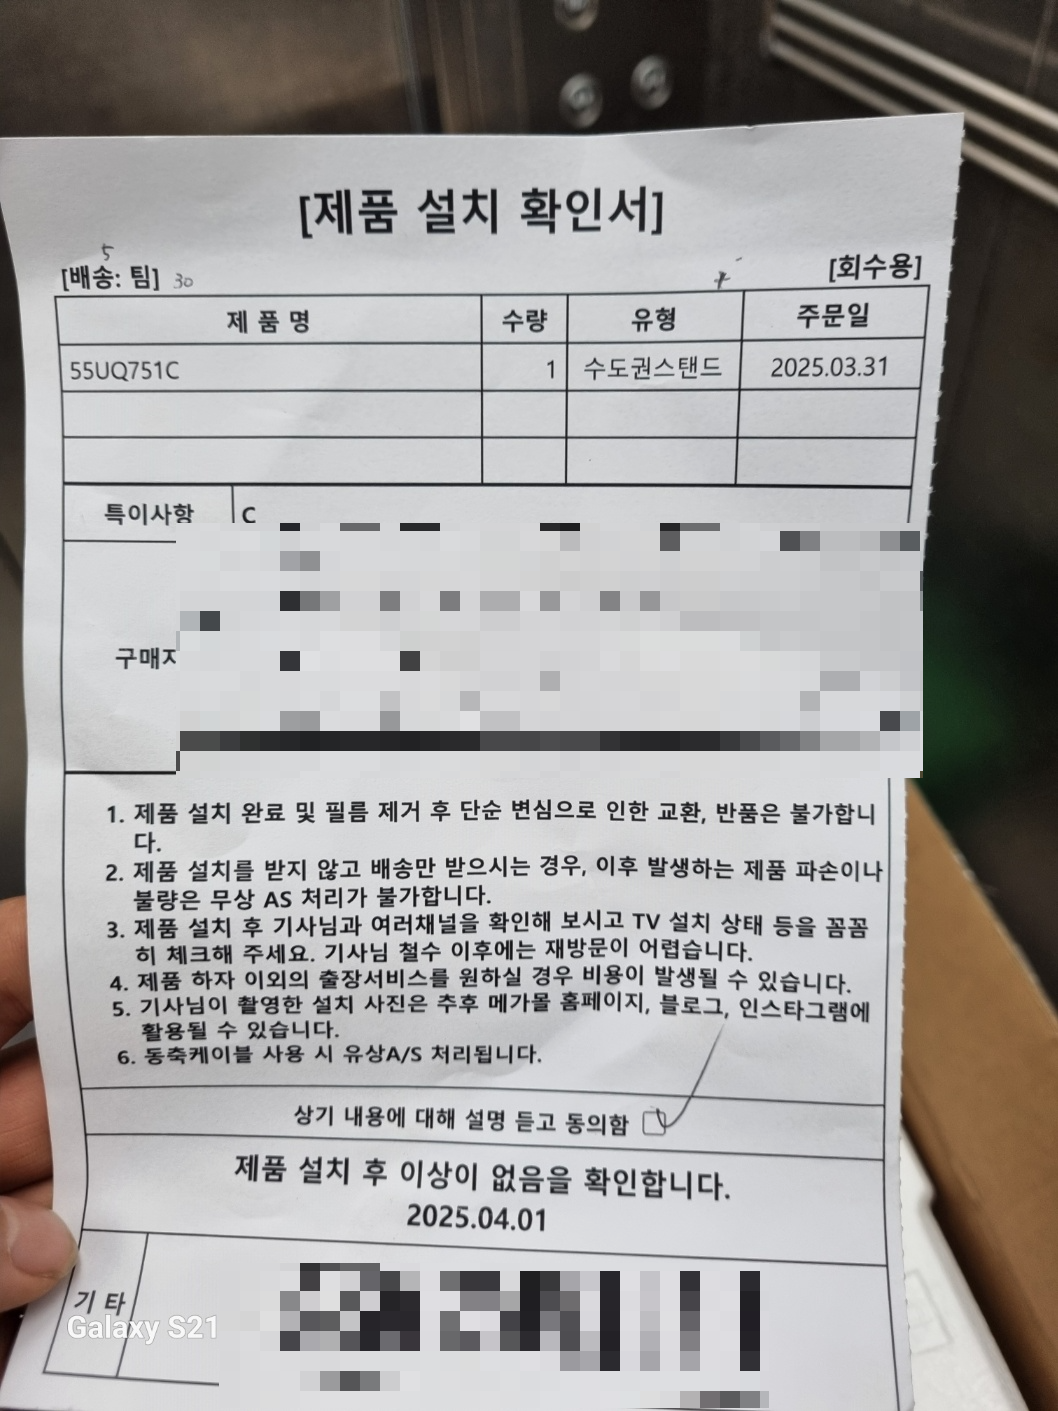 [제품 설치 확인서]
5
[배송: 팀] 30 [회수용]
제 품 명 수량 유형 주문일
55UQ751C 1 수도권스탠드 2025.03.31
특이사항 C
구매자
1. 제품 설치 완료 및 필름 제거 후 단순 변심으로 인한 교환, 반품은 불가합니
다.
2. 제품 설치를 받지 않고 배송만 받으시는 경우, 이후 발생하는 제품 파손이나
불량은 무상 AS 처리가 불가합니다.
3. 제품 설치 후 기사님과 여러채널을 확인해 보시고 TV 설치 상태 등을 꼼꼼
히 체크해 주세요. 기사님 철수 이후에는 재방문이 어렵습니다.
4. 제품 하자 이외의 출장서비스를 원하실 경우 비용이 발생될 수 있습니다.
5. 기사님이 촬영한 설치 사진은 추후 메가몰 홈페이지, 블로그, 인스타그램에
활용될 수 있습니다.
6. 동축케이블 사용 시 유상A/S 처리됩니다.
상기 내용에 대해 설명 듣고 동의함
제품 설치 후 이상이 없음을 확인합니다.
2025.04.01
기 타
Galaxy S21